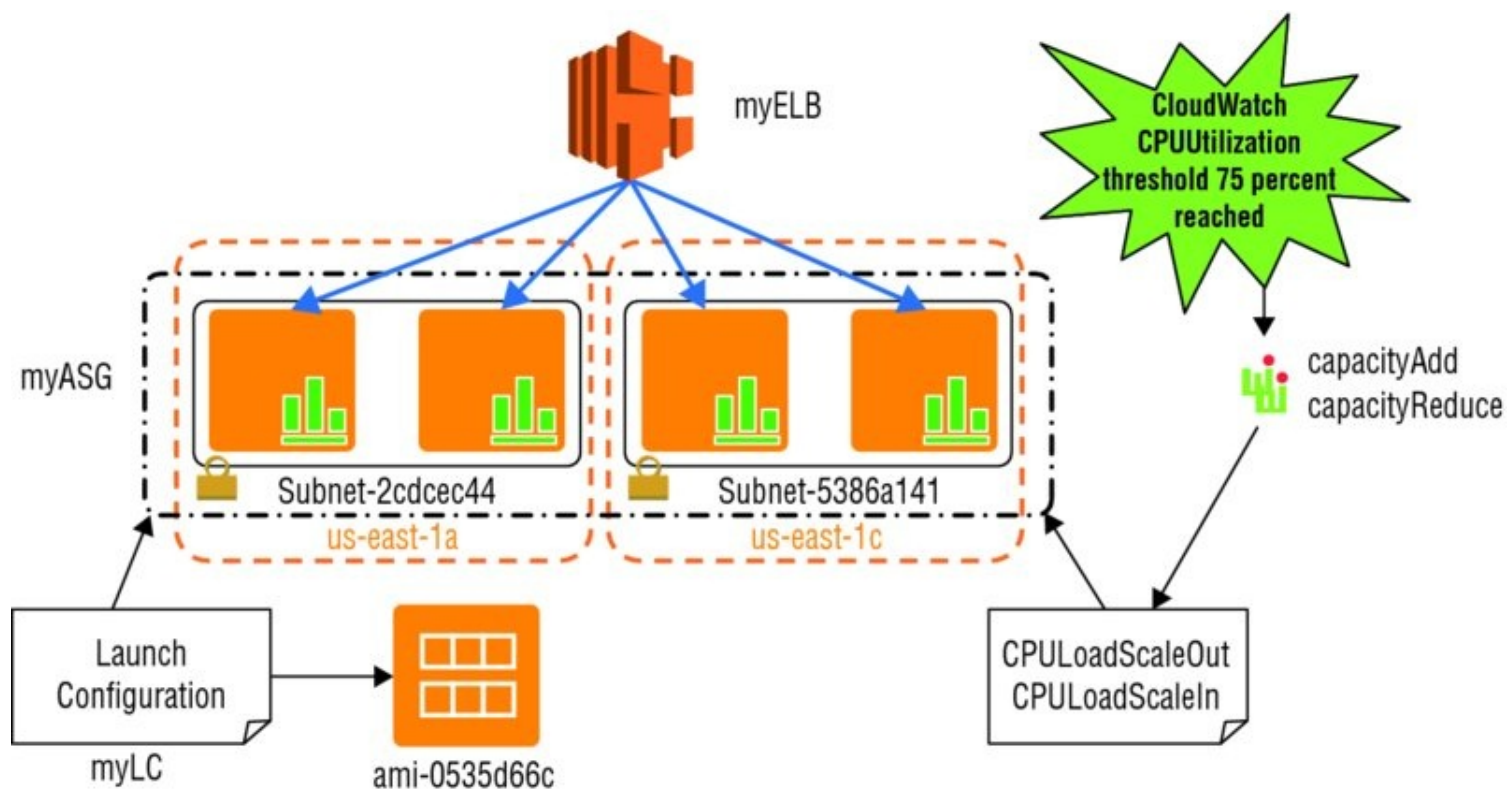 myELB
CloudWatch
CPUUtilization
threshold 75 percent
reached
myASG
capacityAdd
capacityReduce
Subnet-2cdcec44
Subnet-5386a141
us-east-1a
us-east-1c
Launch
Configuration
CPULoadScaleOut
CPULoadScaleIn
myLC
ami-0535d66c